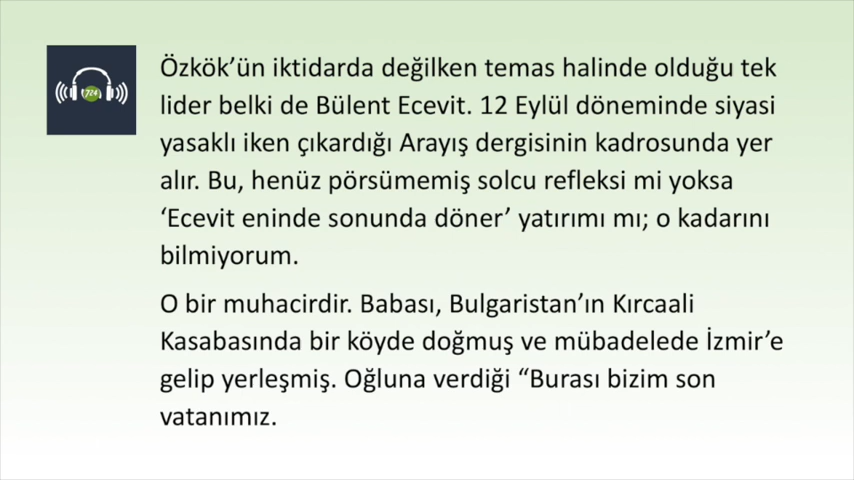 724
Özkök’ün iktidarda değilken temas halinde olduğu tek
lider belki de Bülent Ecevit. 12 Eylül döneminde siyasi
yasaklı iken çıkardığı Arayış dergisinin kadrosunda yer
alır. Bu, henüz pörsümemiş solcu refleksi mi yoksa
‘Ecevit eninde sonunda döner’ yatırımı mı; o kadarını
bilmiyorum.
O bir muhacirdir. Babası, Bulgaristan’ın Kırcaali
Kasabasında bir köyde doğmuş ve mübadelede İzmir’e
gelip yerleşmiş. Oğluna verdiği “Burası bizim son
vatanımız.